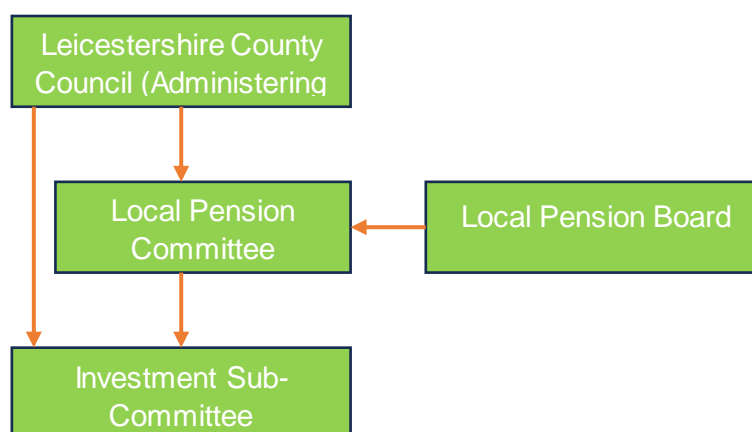 Leicestershire County
Council (Administering
Local Pension
Committee
Local Pension Board
Investment Sub-
Committee